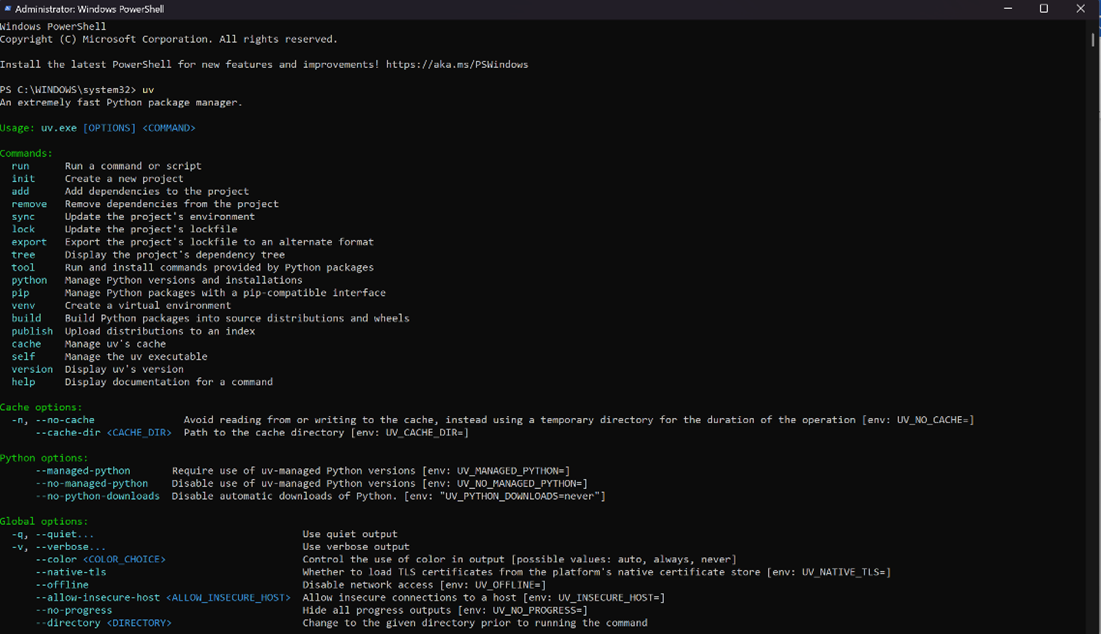 Administrator: Windows PowerShell
Windows PowerShell
Copyright (C) Microsoft Corporation. All rights reserved.
Install the latest PowerShell for new features and improvements! https://aka.ms/PSWindows
PS C:\WINDOWS\system32> uv
An extremely fast Python package manager.
Usage: uv.exe [OPTIONS] <COMMAND>
Commands:
run Run a command or script
init Create a new project
add Add dependencies to the project
remove Remove dependencies from the project
sync Update the project's environment
lock Update the project's lockfile
export Export the project's lockfile to an alternate format
tree Display the project's dependency tree
tool Run and install commands provided by Python packages
python Manage Python versions and installations
pip Manage Python packages with a pip-compatible interface
venv Create a virtual environment
build Build Python packages into source distributions and wheels
publish Upload distributions to an index
cache Manage uv's cache
self Manage the uv executable
version Display uv's version
help Display documentation for a command
Cache options:
-n, --no-cache Avoid reading from or writing to the cache, instead using a temporary directory for the duration of the operation [env: UV_NO_CACHE=]
--cache-dir <CACHE_DIR> Path to the cache directory [env: UV_CACHE_DIR=]
Python options:
--managed-python Require use of uv-managed Python versions [env: UV_MANAGED_PYTHON=]
--no-managed-python Disable use of uv-managed Python versions [env: UV_NO_MANAGED_PYTHON=]
--no-python-downloads Disable automatic downloads of Python. [env: "UV_PYTHON_DOWNLOADS=never"]
Global options:
-q, --quiet... Use quiet output
-v, --verbose... Use verbose output
--color <COLOR_CHOICE> Control the use of color in output [possible values: auto, always, never]
--native-tls Whether to load TLS certificates from the platform's native certificate store [env: UV_NATIVE_TLS=]
--offline Disable network access [env: UV_OFFLINE=]
--allow-insecure-host <ALLOW_INSECURE_HOST> Allow insecure connections to a host [env: UV_INSECURE_HOST=]
--no-progress Hide all progress outputs [env: UV_NO_PROGRESS=]
--directory <DIRECTORY> Change to the given directory prior to running the command